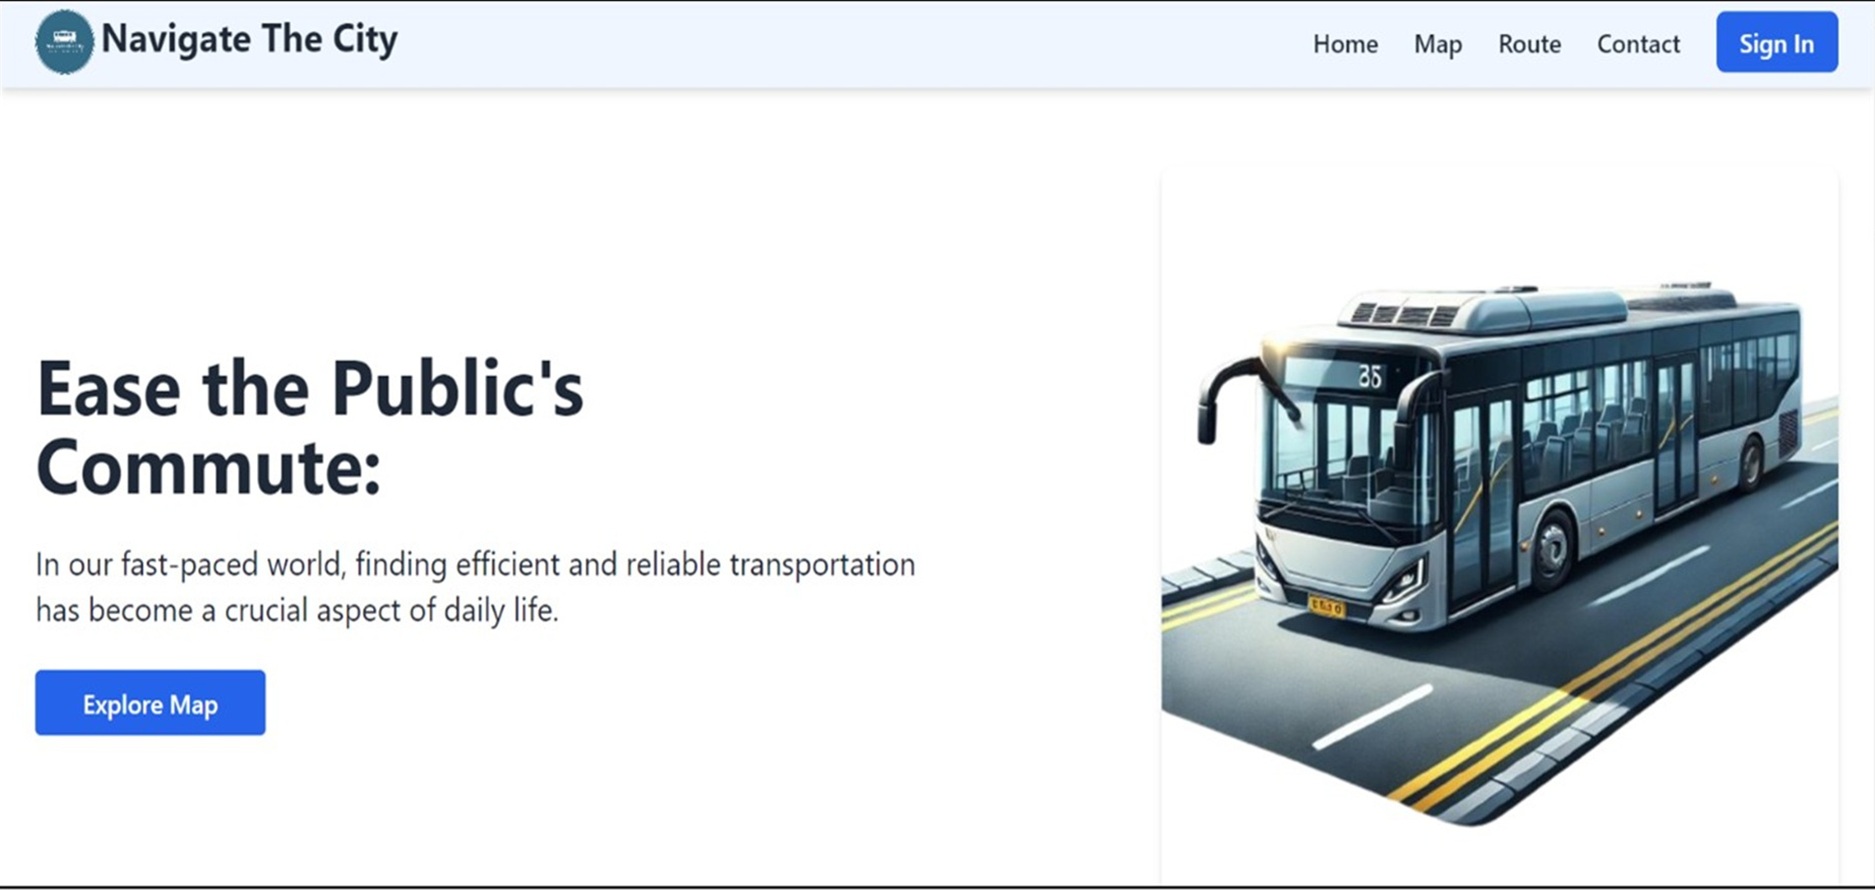 Navigate The City
Home
Map
Route
Contact
Sign In
Ease the Public's
Commute:
In our fast-paced world, finding efficient and reliable transportation
has become a crucial aspect of daily life.
Explore Map